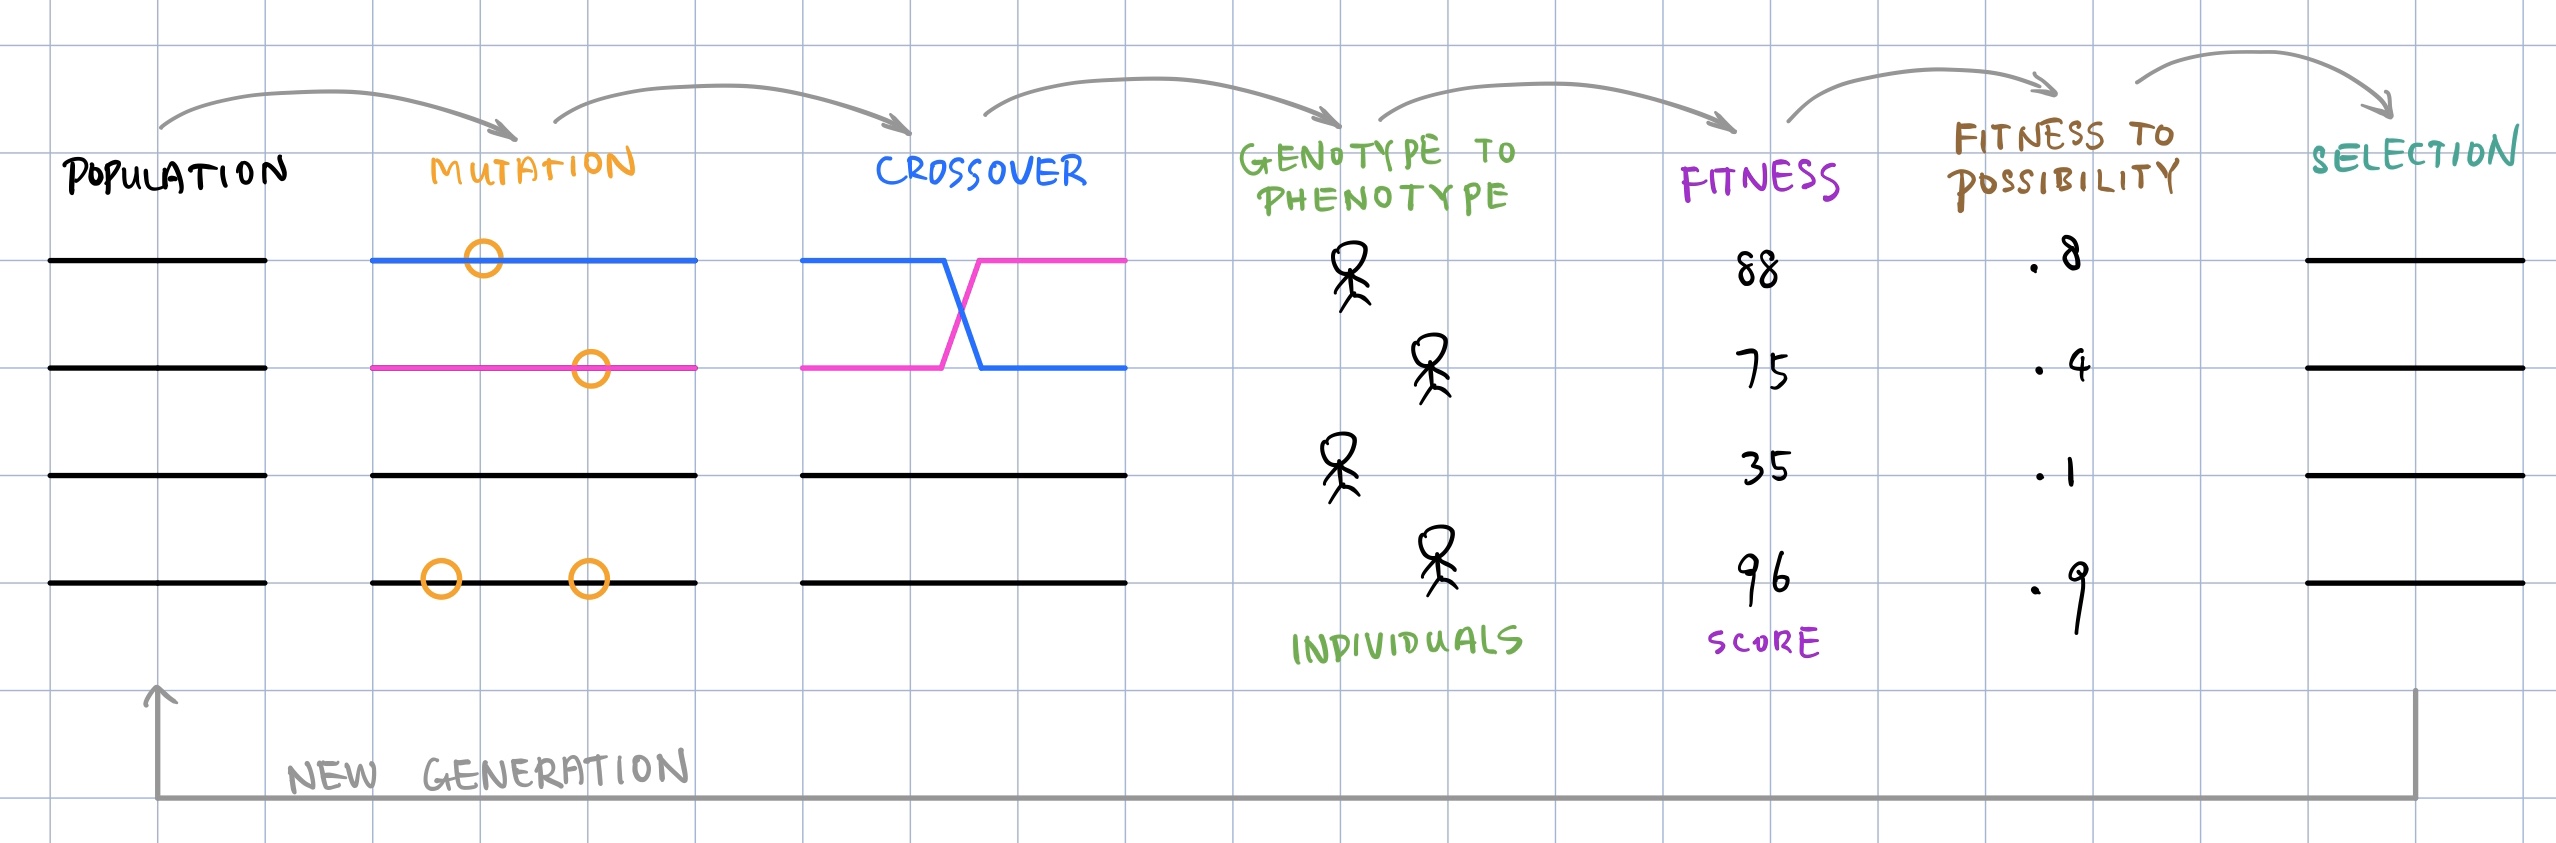 POPULATION
MUTATION
CROSSOVER
GENOTYPE TO
PHENOTYPE
FITNESS
FITNESS TO
POSSIBILITY
SELECTION
88
.8
75
.4
35
.1
96
.9
INDIVIDUALS
SCORE
NEW GENERATION